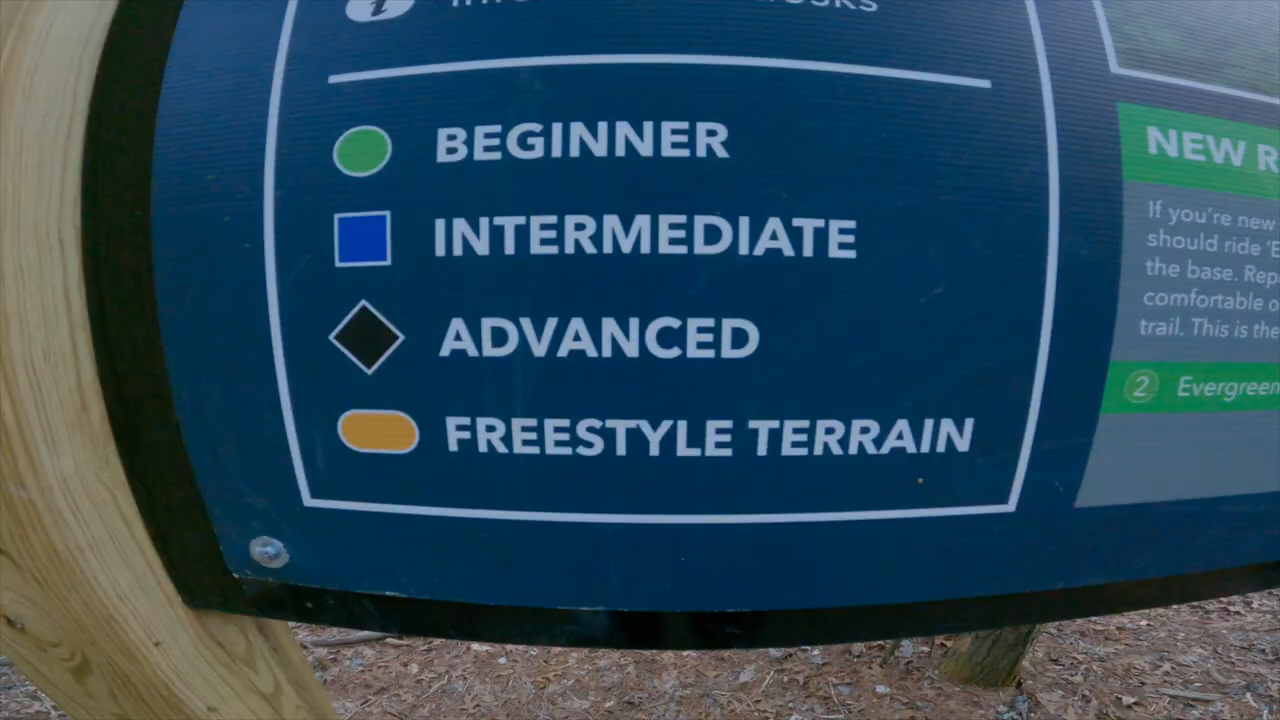 BEGINNER
INTERMEDIATE
ADVANCED
FREESTYLE TERRAIN
NEW
If you're new
should ride
the base.
comfortable
trail. This is the
2 Evergreen